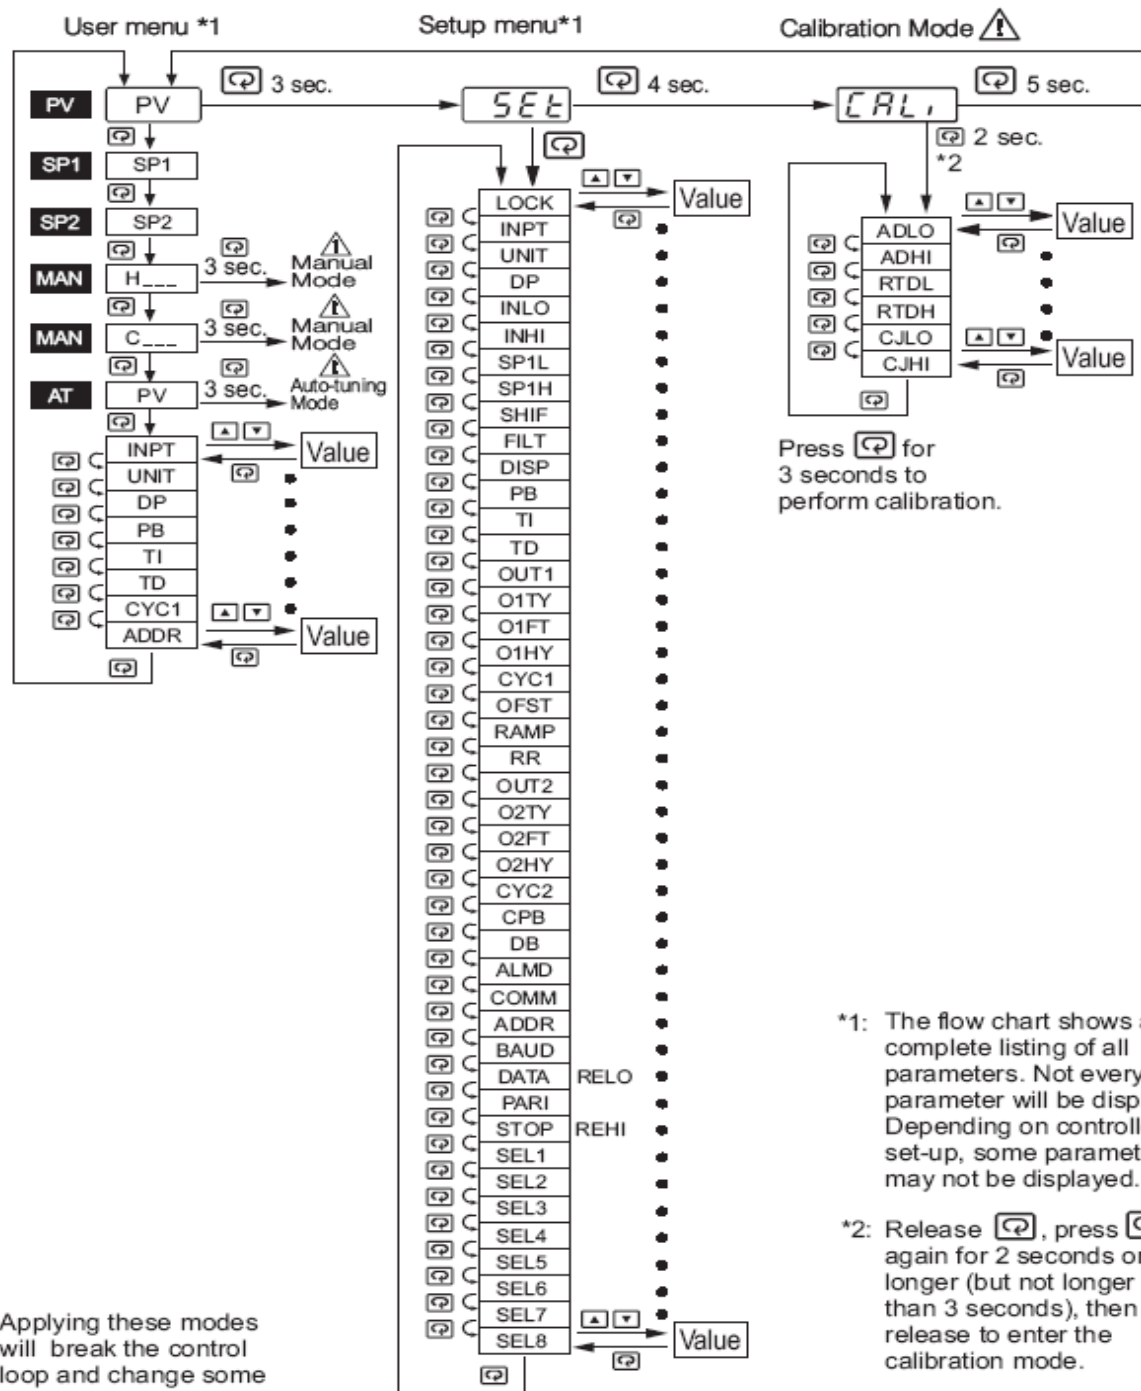 User menu *1
Setup menu*1
Calibration Mode
PV
PV
3 sec.
SEt
4 sec.
CALi
5 sec.
2 sec.
*2
SP1
SP1
SP2
SP2
MAN
H___
3 sec.
Manual
Mode
MAN
C___
3 sec.
Manual
Mode
AT
PV
3 sec.
Auto-tuning
Mode
INPT
UNIT
DP
PB
TI
TD
CYC1
ADDR
Value
Value
LOCK
INPT
UNIT
DP
INLO
INHI
SP1L
SP1H
SHIF
FILT
DISP
PB
TI
TD
OUT1
O1TY
O1FT
O1HY
CYC1
OFST
RAMP
RR
OUT2
O2TY
O2FT
O2HY
CYC2
CPB
DB
ALMD
COMM
ADDR
BAUD
DATA RELO
PARI
STOP REHI
SEL1
SEL2
SEL3
SEL4
SEL5
SEL6
SEL7
SEL8
Value
Value
ADLO
ADHI
RTDL
RTDH
CJLO
CJHI
Value
Value
Press for
3 seconds to
perform calibration.
*1: The flow chart shows
complete listing of all
parameters. Not every
parameter will be disp
Depending on controll
set-up, some paramet
may not be displayed.
*2: Release , press
again for 2 seconds or
longer (but not longer
than 3 seconds), then
release to enter the
calibration mode.
Applying these modes
will break the control
loop and change some